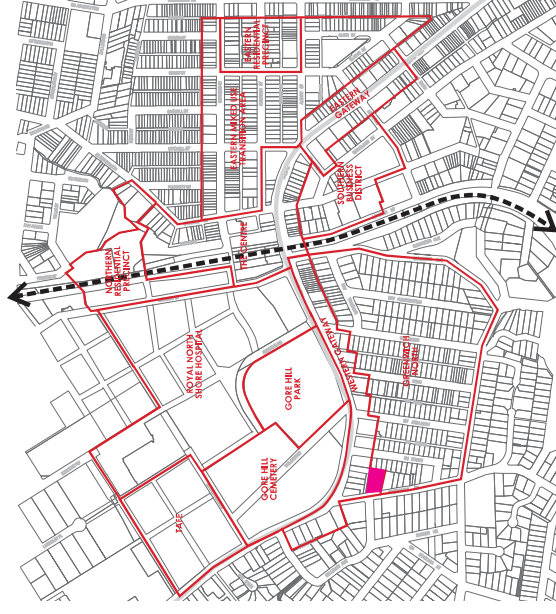 EASTERN
RESIDENTIAL
PRECINCT
EASTERN MIXED USE
TRANSITION AREA
EASTERN
GATEWAY
SOUTHERN
BUSINESS
DISTRICT
THE CENTRE
NORTHERN
RESIDENTIAL
PRECINCT
ROYAL NORTH
SHORE HOSPITAL
WESTERN GATEWAY
GORE HILL
PARK
GREENWICH
NORTH
GORE HILL
CEMETERY
TAFE